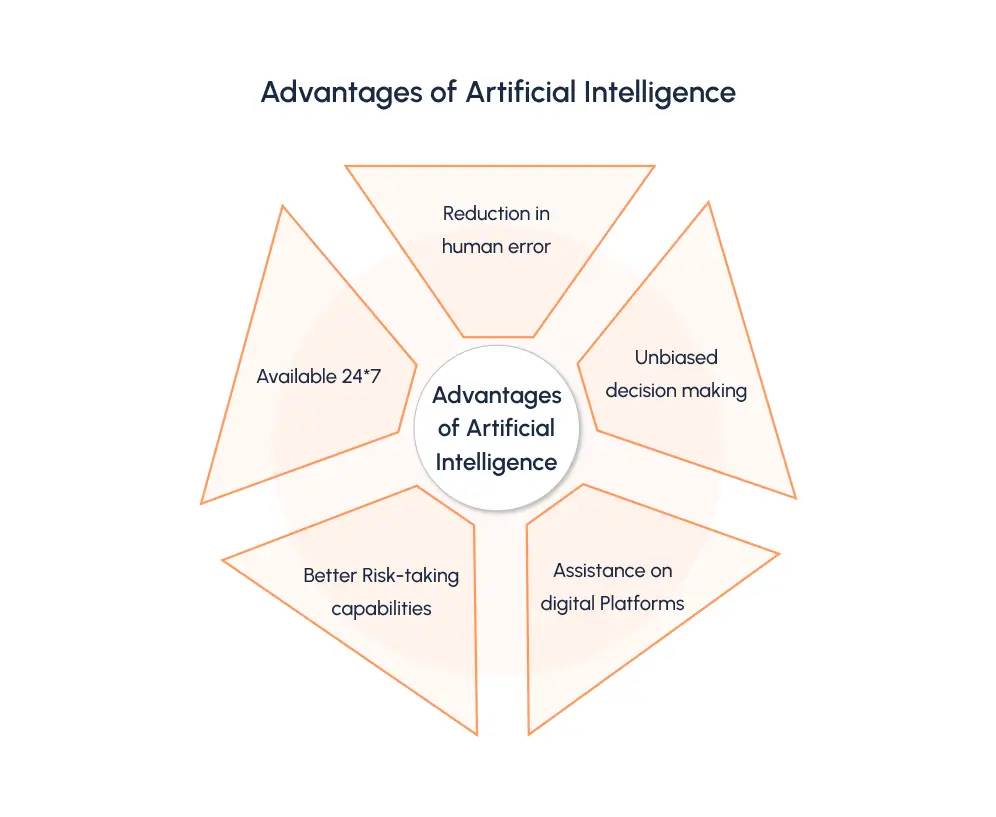 Advantages of Artificial Intelligence
Reduction in
human error
Unbiased
decision making
Available 24*7
Advantages
of Artificial
Intelligence
Better Risk-taking
capabilities
Assistance on
digital Platforms